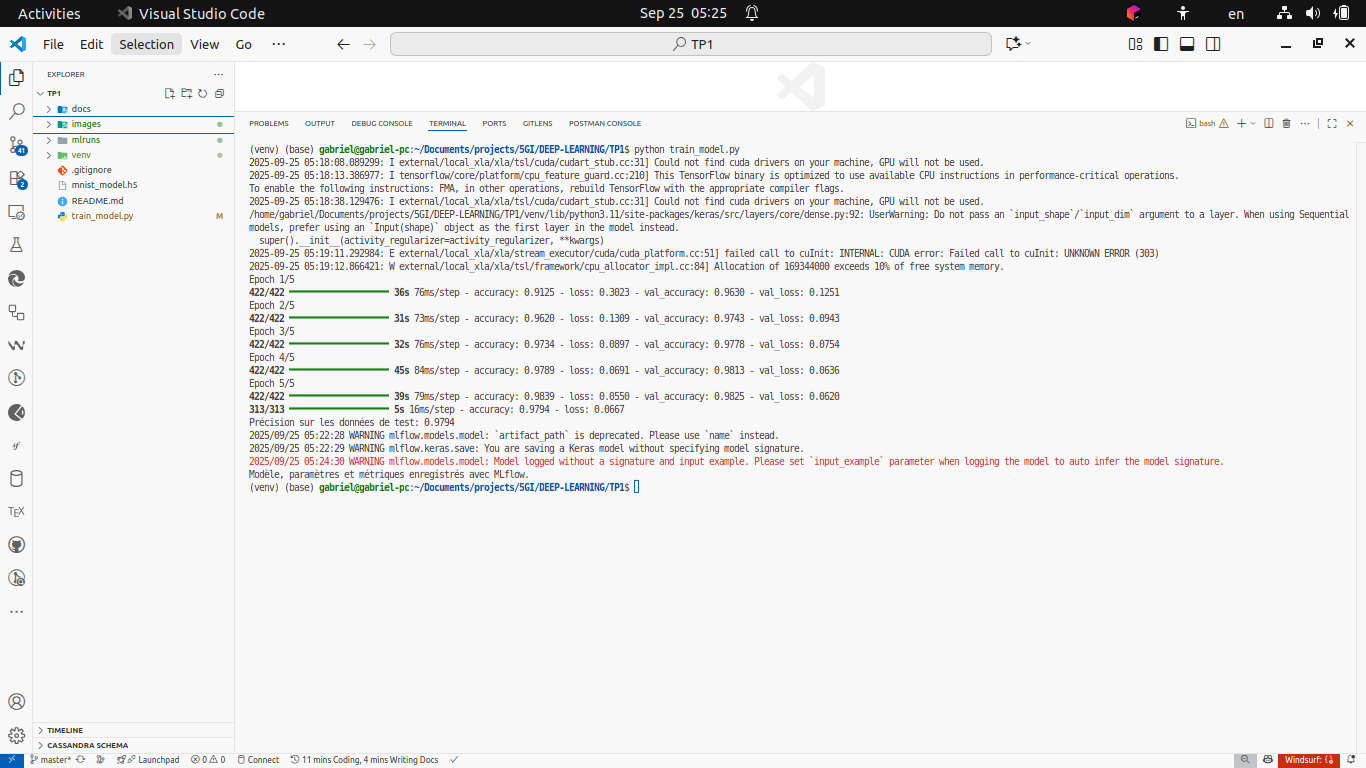 Activities
Visual Studio Code
Sep 25 05:25
en
File Edit Selection View Go ···
TP1
EXPLORER
TP1
docs
images
mlruns
venv
.gitignore
mnist_model.h5
README.md
train_model.py M
41
2
TIMELINE
CASSANDRA SCHEMA
PROBLEMS OUTPUT DEBUG CONSOLE TERMINAL PORTS GITLENS POSTMAN CONSOLE
bash
(venv) (base) gabriel@gabriel-pc:~/Documents/projects/5GI/DEEP-LEARNING/TP1$ python train_model.py
2025-09-25 05:18:08.089299: I external/local_xla/xla/tsl/cuda/cudart_stub.cc:31] Could not find cuda drivers on your machine, GPU will not be used.
2025-09-25 05:18:13.386977: I tensorflow/core/platform/cpu_feature_guard.cc:210] This TensorFlow binary is optimized to use available CPU instructions in performance-critical operations.
To enable the following instructions: FMA, in other operations, rebuild TensorFlow with the appropriate compiler flags.
2025-09-25 05:18:38.129476: I external/local_xla/xla/tsl/cuda/cudart_stub.cc:31] Could not find cuda drivers on your machine, GPU will not be used.
/home/gabriel/Documents/projects/5GI/DEEP-LEARNING/TP1/venv/lib/python3.11/site-packages/keras/src/layers/core/dense.py:92: UserWarning: Do not pass an `input_shape`/`input_dim` argument to a layer. When using Sequential
models, prefer using an `Input(shape)` object as the first layer in the model instead.
super().__init__(activity_regularizer=activity_regularizer, **kwargs)
2025-09-25 05:19:11.292984: E external/local_xla/xla/stream_executor/cuda/cuda_platform.cc:51] failed call to cuInit: INTERNAL: CUDA error: Failed call to cuInit: UNKNOWN ERROR (303)
2025-09-25 05:19:12.866421: W external/local_xla/xla/tsl/framework/cpu_allocator_impl.cc:84] Allocation of 169344000 exceeds 10% of free system memory.
Epoch 1/5
422/422 36s 76ms/step - accuracy: 0.9125 - loss: 0.3023 - val_accuracy: 0.9630 - val_loss: 0.1251
Epoch 2/5
422/422 31s 73ms/step - accuracy: 0.9620 - loss: 0.1309 - val_accuracy: 0.9743 - val_loss: 0.0943
Epoch 3/5
422/422 32s 76ms/step - accuracy: 0.9734 - loss: 0.0897 - val_accuracy: 0.9778 - val_loss: 0.0754
Epoch 4/5
422/422 45s 84ms/step - accuracy: 0.9789 - loss: 0.0691 - val_accuracy: 0.9813 - val_loss: 0.0636
Epoch 5/5
422/422 39s 79ms/step - accuracy: 0.9839 - loss: 0.0550 - val_accuracy: 0.9825 - val_loss: 0.0620
313/313 5s 16ms/step - accuracy: 0.9794 - loss: 0.0667
Précision sur les données de test: 0.9794
2025/09/25 05:22:28 WARNING mlflow.models.model: `artifact_path` is deprecated. Please use `name` instead.
2025/09/25 05:22:29 WARNING mlflow.keras.save: You are saving a Keras model without specifying model signature.
2025/09/25 05:24:30 WARNING mlflow.models.model: Model logged without a signature and input example. Please set `input_example` parameter when logging the model to auto infer the model signature.
Modèle, paramètres et métriques enregistrés avec MLflow.
(venv) (base) gabriel@gabriel-pc:~/Documents/projects/5GI/DEEP-LEARNING/TP1$
master* Launchpad 0 0 Connect 11 mins Coding, 4 mins Writing Docs
Windsurf: {}